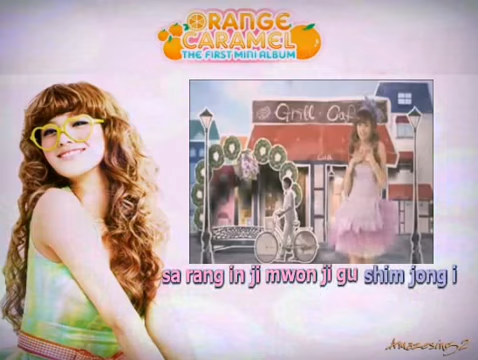 ORANGE
CARAMEL
THE FIRST MINI ALBUM
Grill Cafe
sa rang in ji mwon ji gu shim jong i